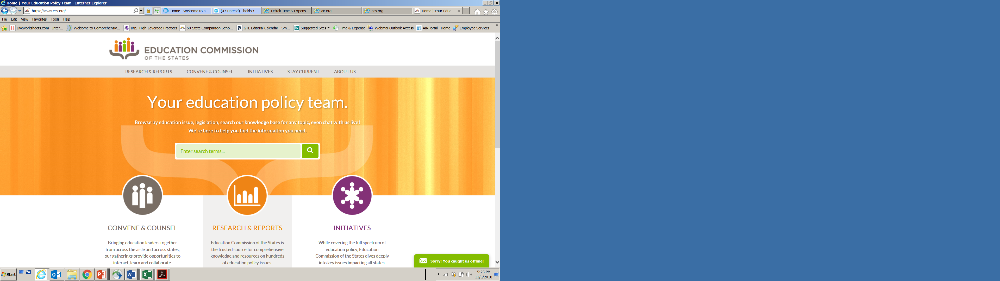 Home | Your Education Policy Team - Internet Explorer
https://www.ecs.org/
Home - Welcome to a...
(47 unread) - hold93...
Deltek Time & Expens...
air.org
ecs.org
Home | Your Educ...
File Edit View Favorites Tools Help
Liveworksheets.com - Inter...
Welcome to Comprehensiv...
IRIS High-Leverage Practices
50-State Comparison Scho...
GTL Editorial Calendar - Sm...
Suggested Sites
Time & Expense
Webmail Outlook Access
AIRPortal - Home
Employee Services
EDUCATION COMMISSION
OF THE STATES
RESEARCH & REPORTS CONVENE & COUNSEL INITIATIVES STAY CURRENT ABOUT US
Your education policy team.
Browse by education issue, legislation, search our knowledge base for any topic, even chat with us live!
We're here to help you find the information you need.
Enter search terms...
CONVENE & COUNSEL
Bringing education leaders together
from across the aisle and across states,
our gatherings provide opportunities to
interact, learn and collaborate.
RESEARCH & REPORTS
Education Commission of the States is
the trusted source for comprehensive
knowledge and resources on hundreds
of education policy issues.
INITIATIVES
While covering the full spectrum of
education policy, Education
Commission of the States dives deeply
into key issues impacting all states.
Sorry! You caught us offline!
Start
5:25 PM
11/5/2018